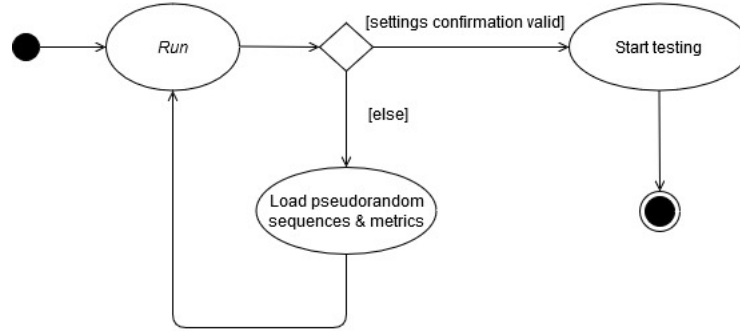 [settings confirmation valid]
Run
Start testing
[else]
Load pseudorandom
sequences & metrics